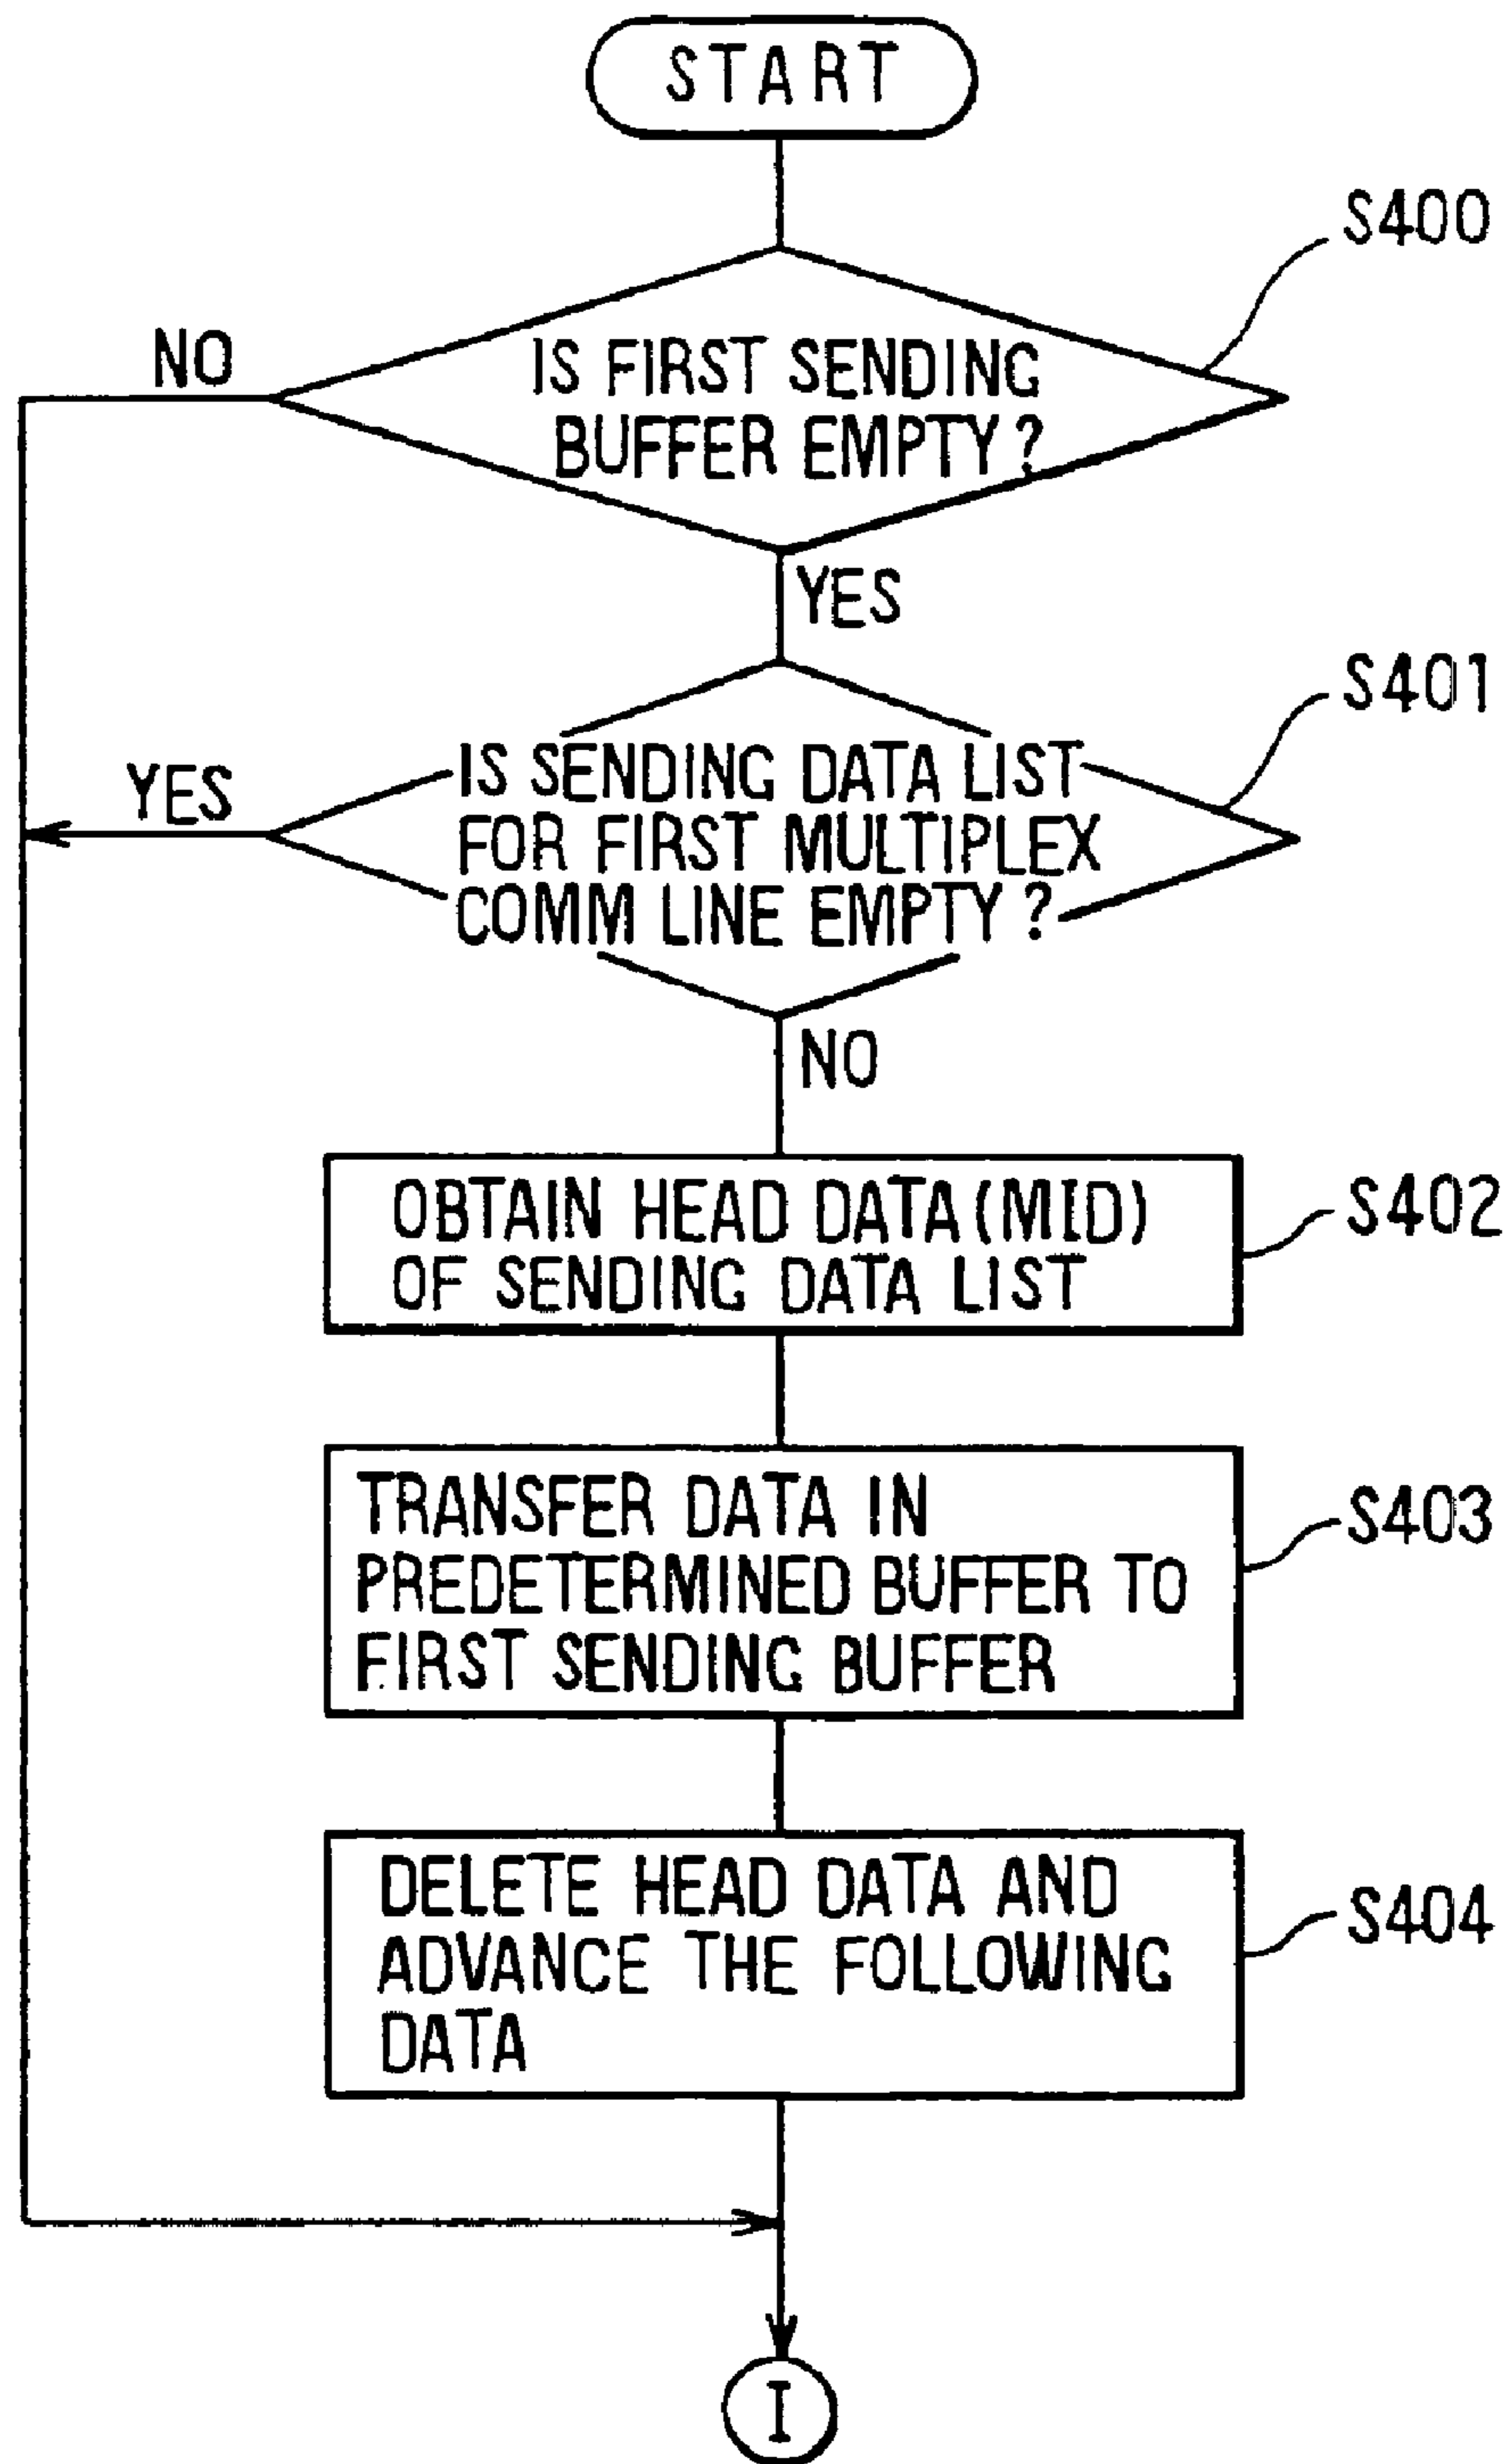 START
S400
NO
IS FIRST SENDING
BUFFER EMPTY?
YES
S401
YES
IS SENDING DATA LIST
FOR FIRST MULTIPLEX
COMM LINE EMPTY?
NO
OBTAIN HEAD DATA(MID)
OF SENDING DATA LIST
S402
TRANSFER DATA IN
PREDETERMINED BUFFER TO
FIRST SENDING BUFFER
S403
DELETE HEAD DATA AND
ADVANCE THE FOLLOWING
DATA
S404
I